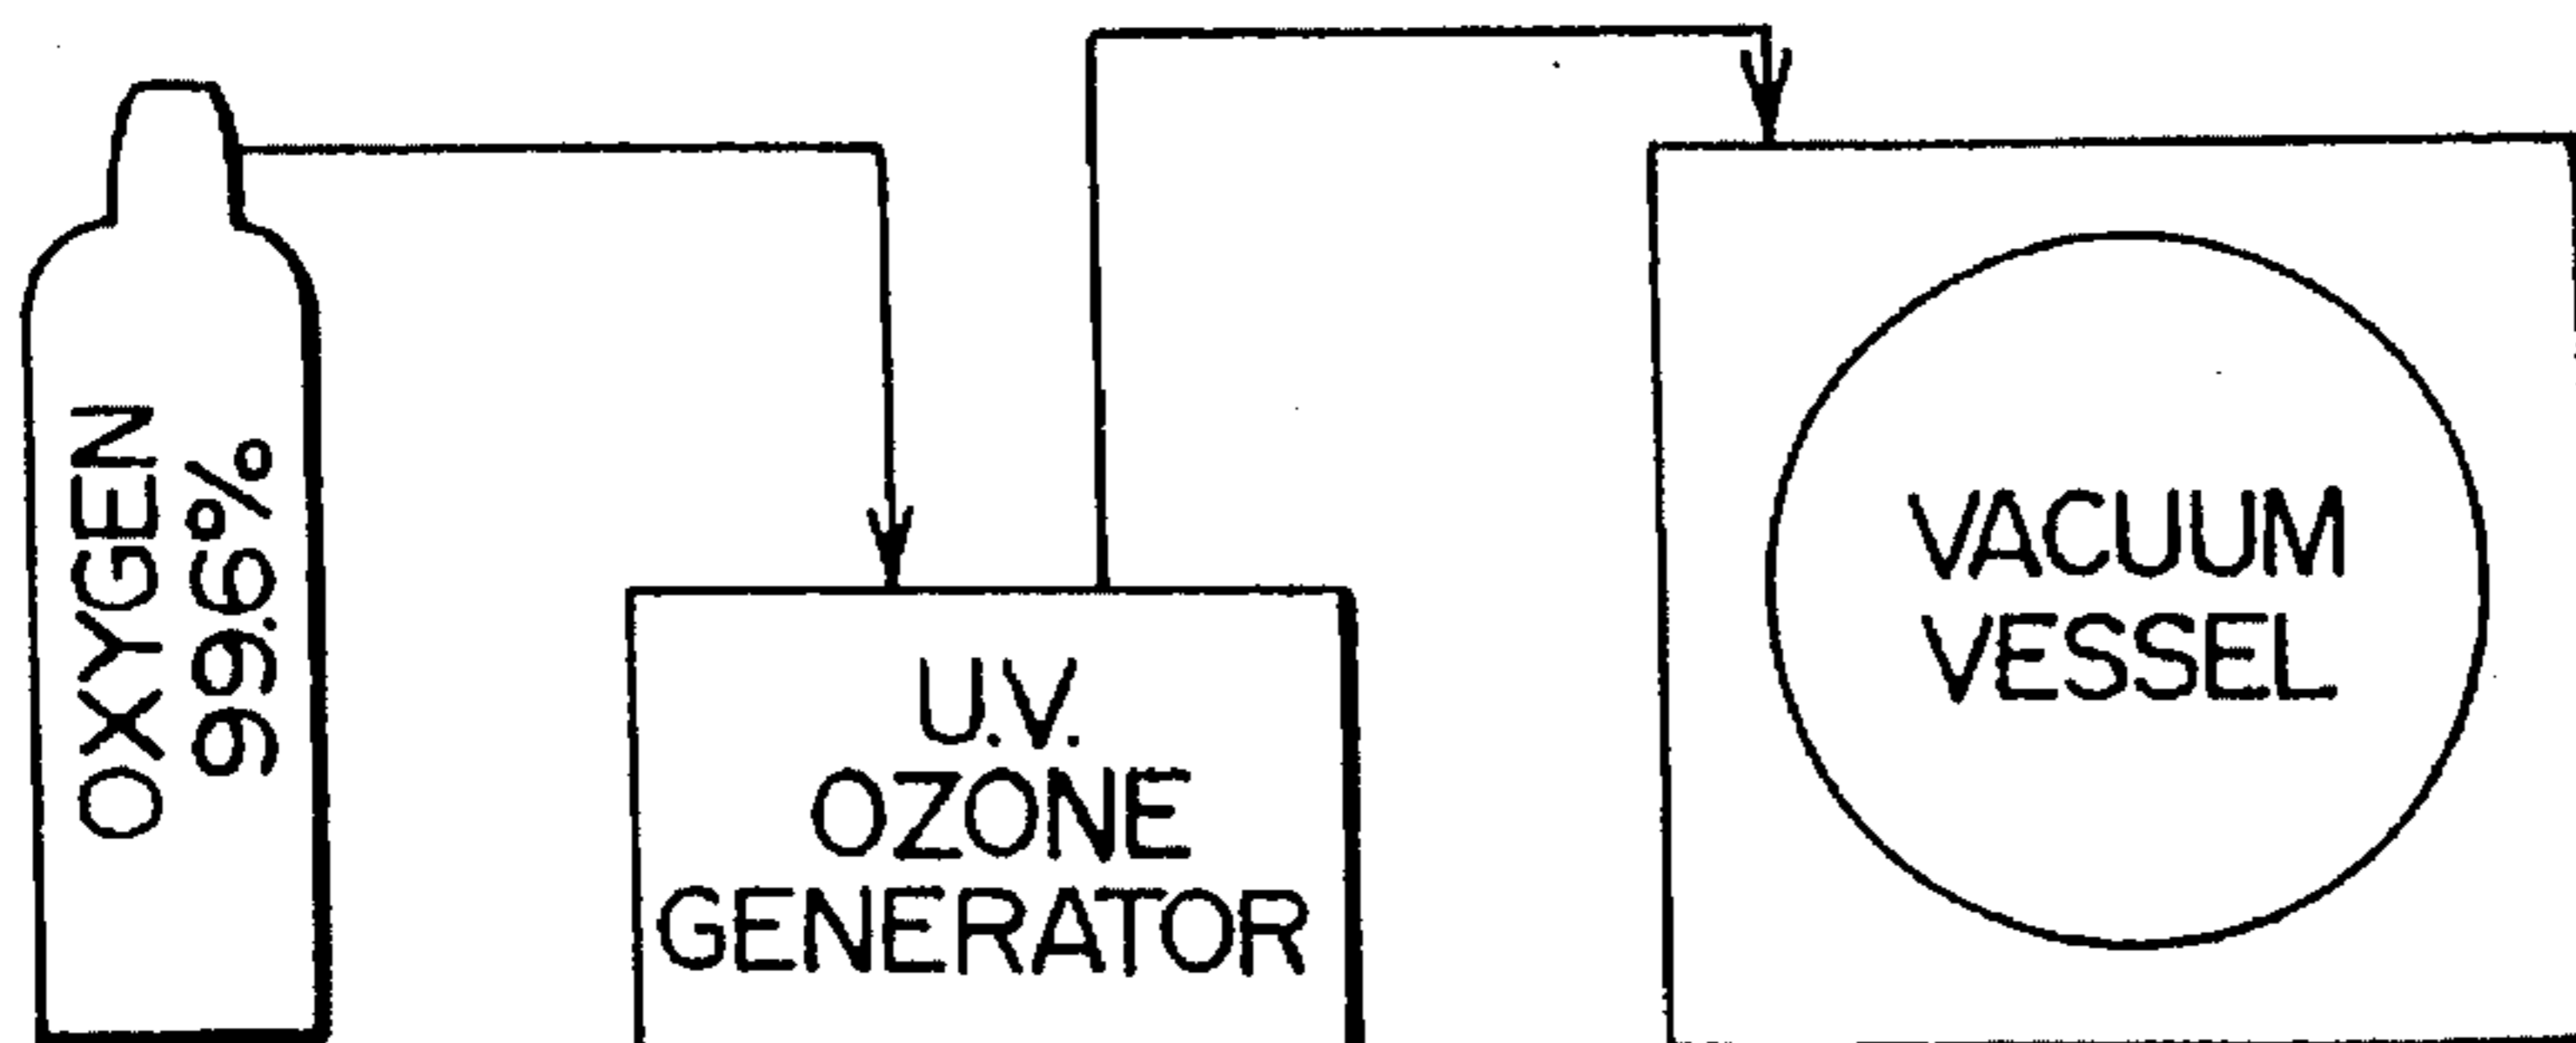 OXYGEN
99.6%
U.V.
OZONE
GENERATOR
VACUUM
VESSEL